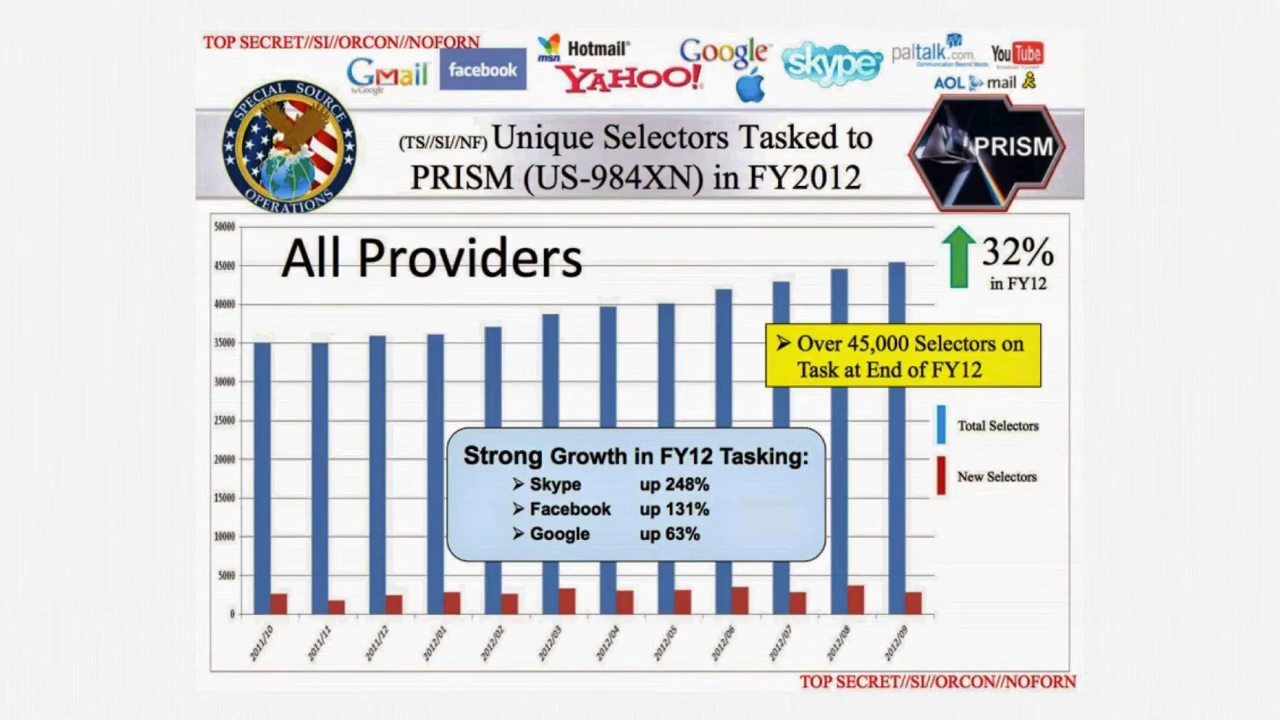 TOP SECRET//SI//ORCON//NOFORN
Gmail
by Google
facebook
msn
Hotmail
YAHOO!
Google
skype
paltalk.com
Communication Beyond Words
YouTube
AOL mail
SPECIAL SOURCE
OPERATIONS
(TS//SI//NF) Unique Selectors Tasked to
PRISM (US-984XN) in FY2012
PRISM
All Providers
32%
in FY12
Over 45,000 Selectors on
Task at End of FY12
Total Selectors
New Selectors
Strong Growth in FY12 Tasking:
Skype up 248%
Facebook up 131%
Google up 63%
50000
45000
40000
35000
30000
25000
20000
15000
10000
5000
0
2011/10 2011/11 2011/12 2012/01 2012/02 2012/03 2012/04 2012/05 2012/06 2012/07 2012/08 2012/09
TOP SECRET//SI//ORCON//NOFORN